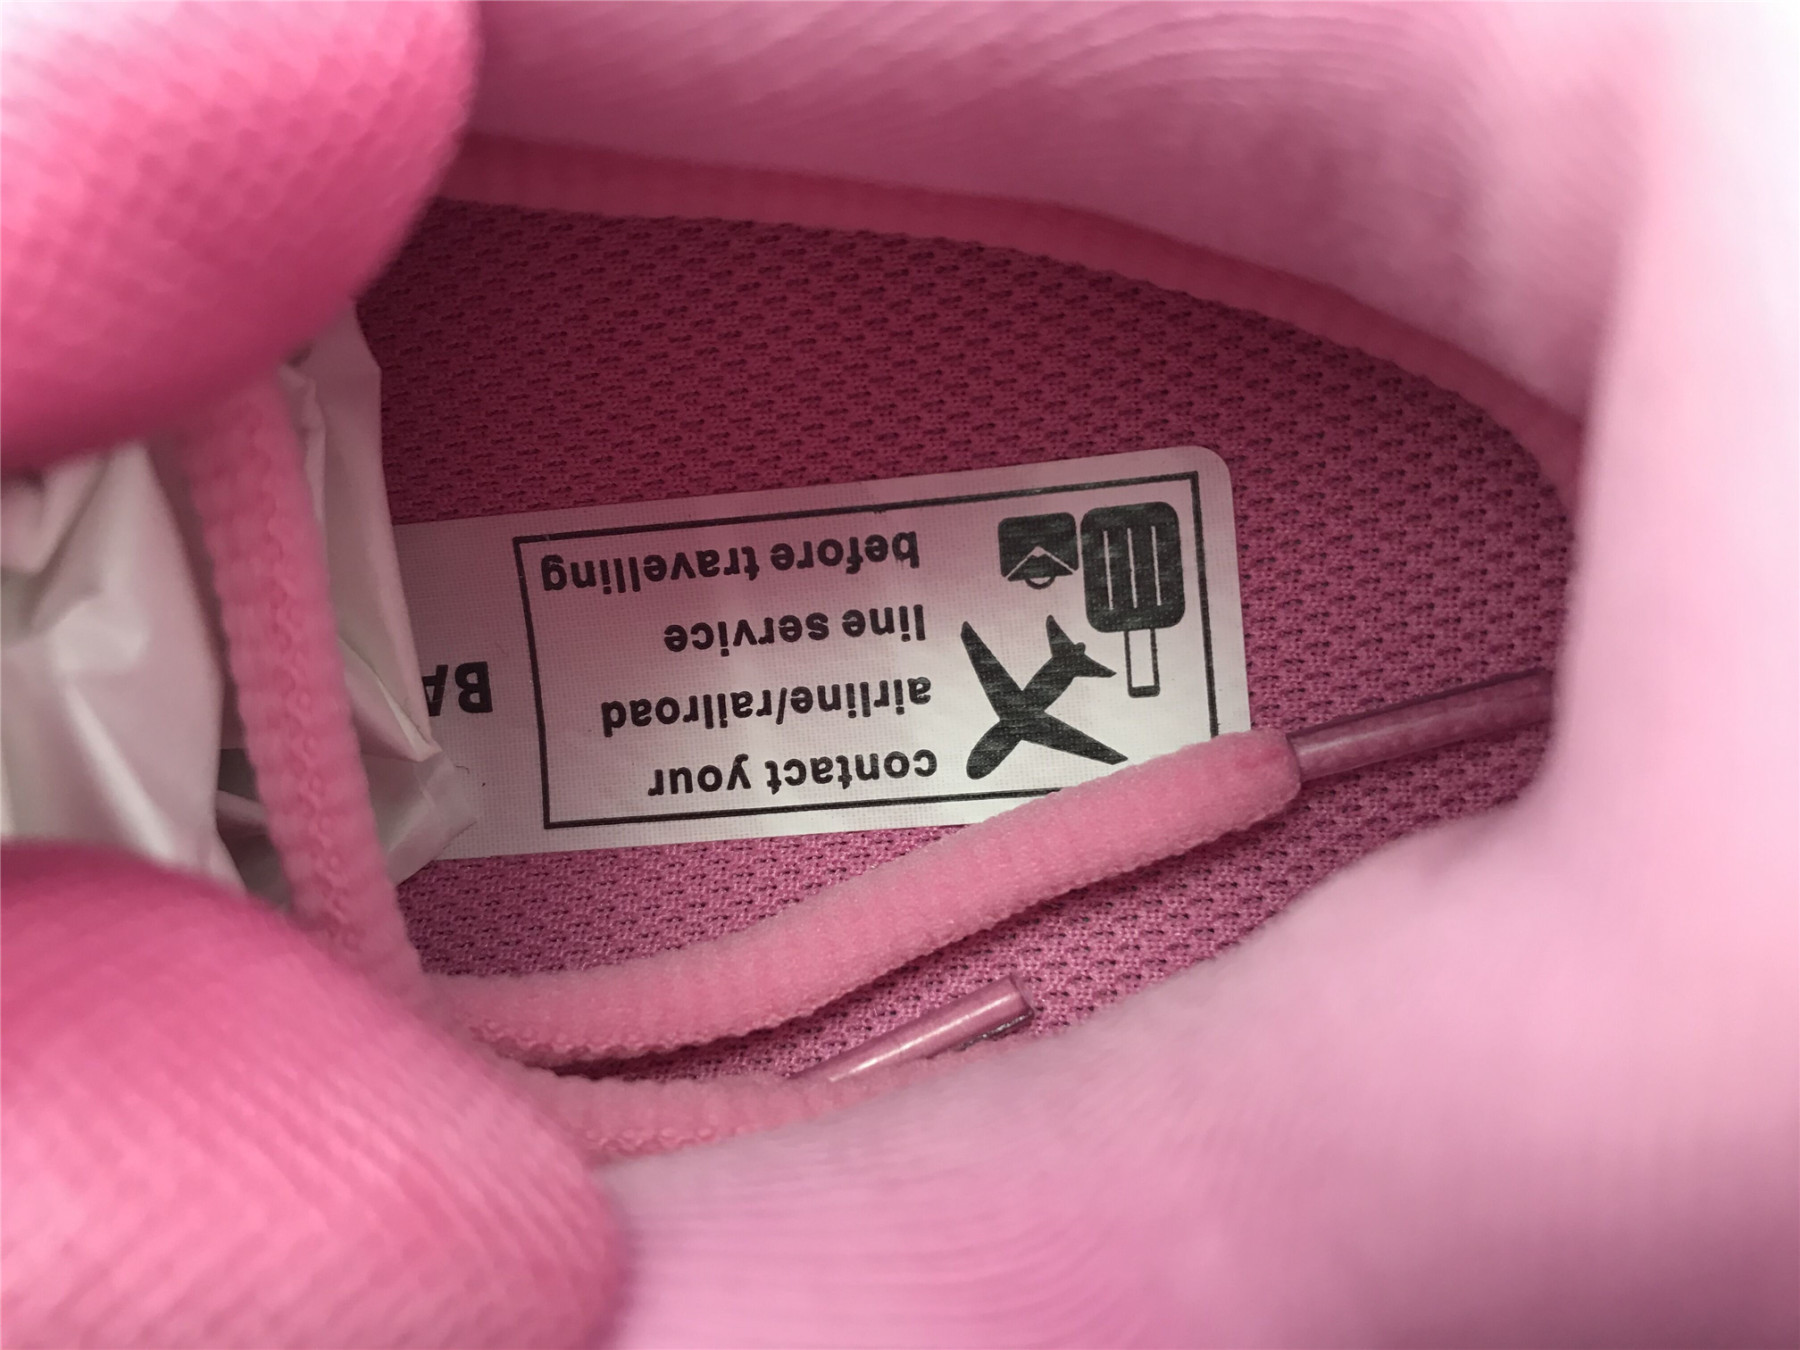 contact your
airline/railroad
line service
before travelling